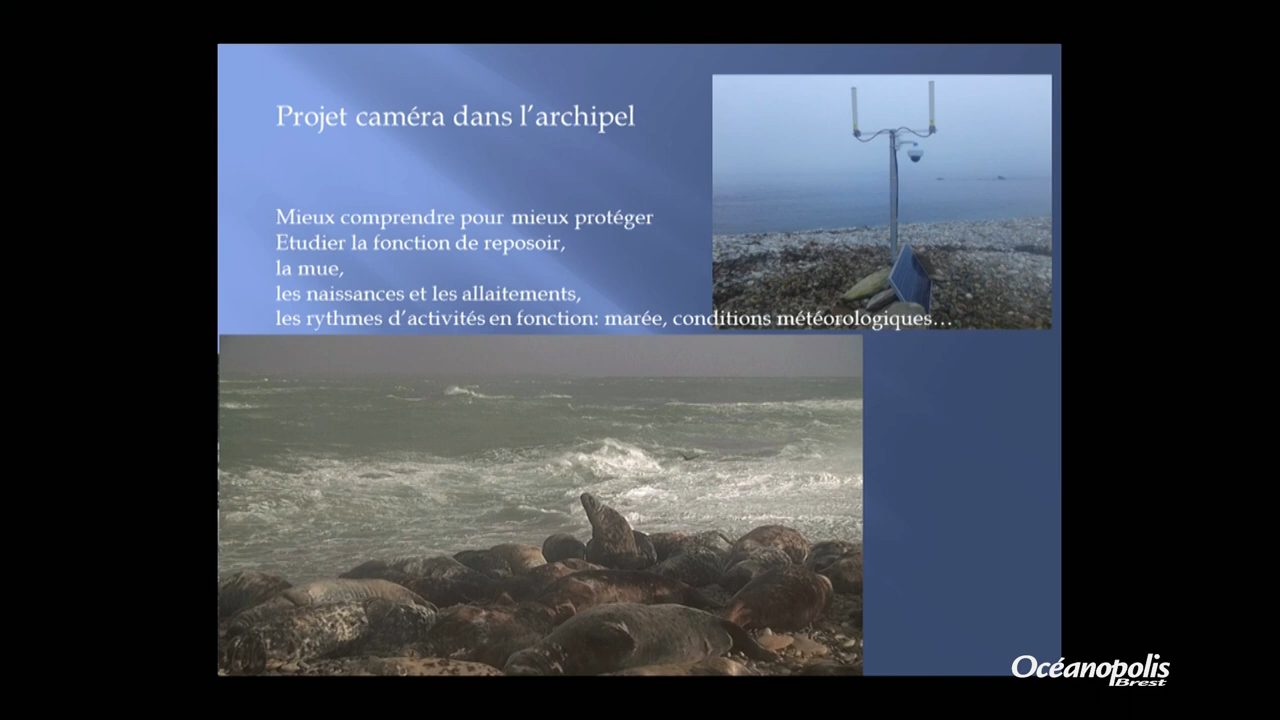 Projet caméra dans l’archipel
Mieux comprendre pour mieux protéger
Etudier la fonction de reposoir,
la mue,
les naissances et les allaitements,
les rythmes d’activités en fonction: marée, conditions météorologiques…
Océanopolis
Brest